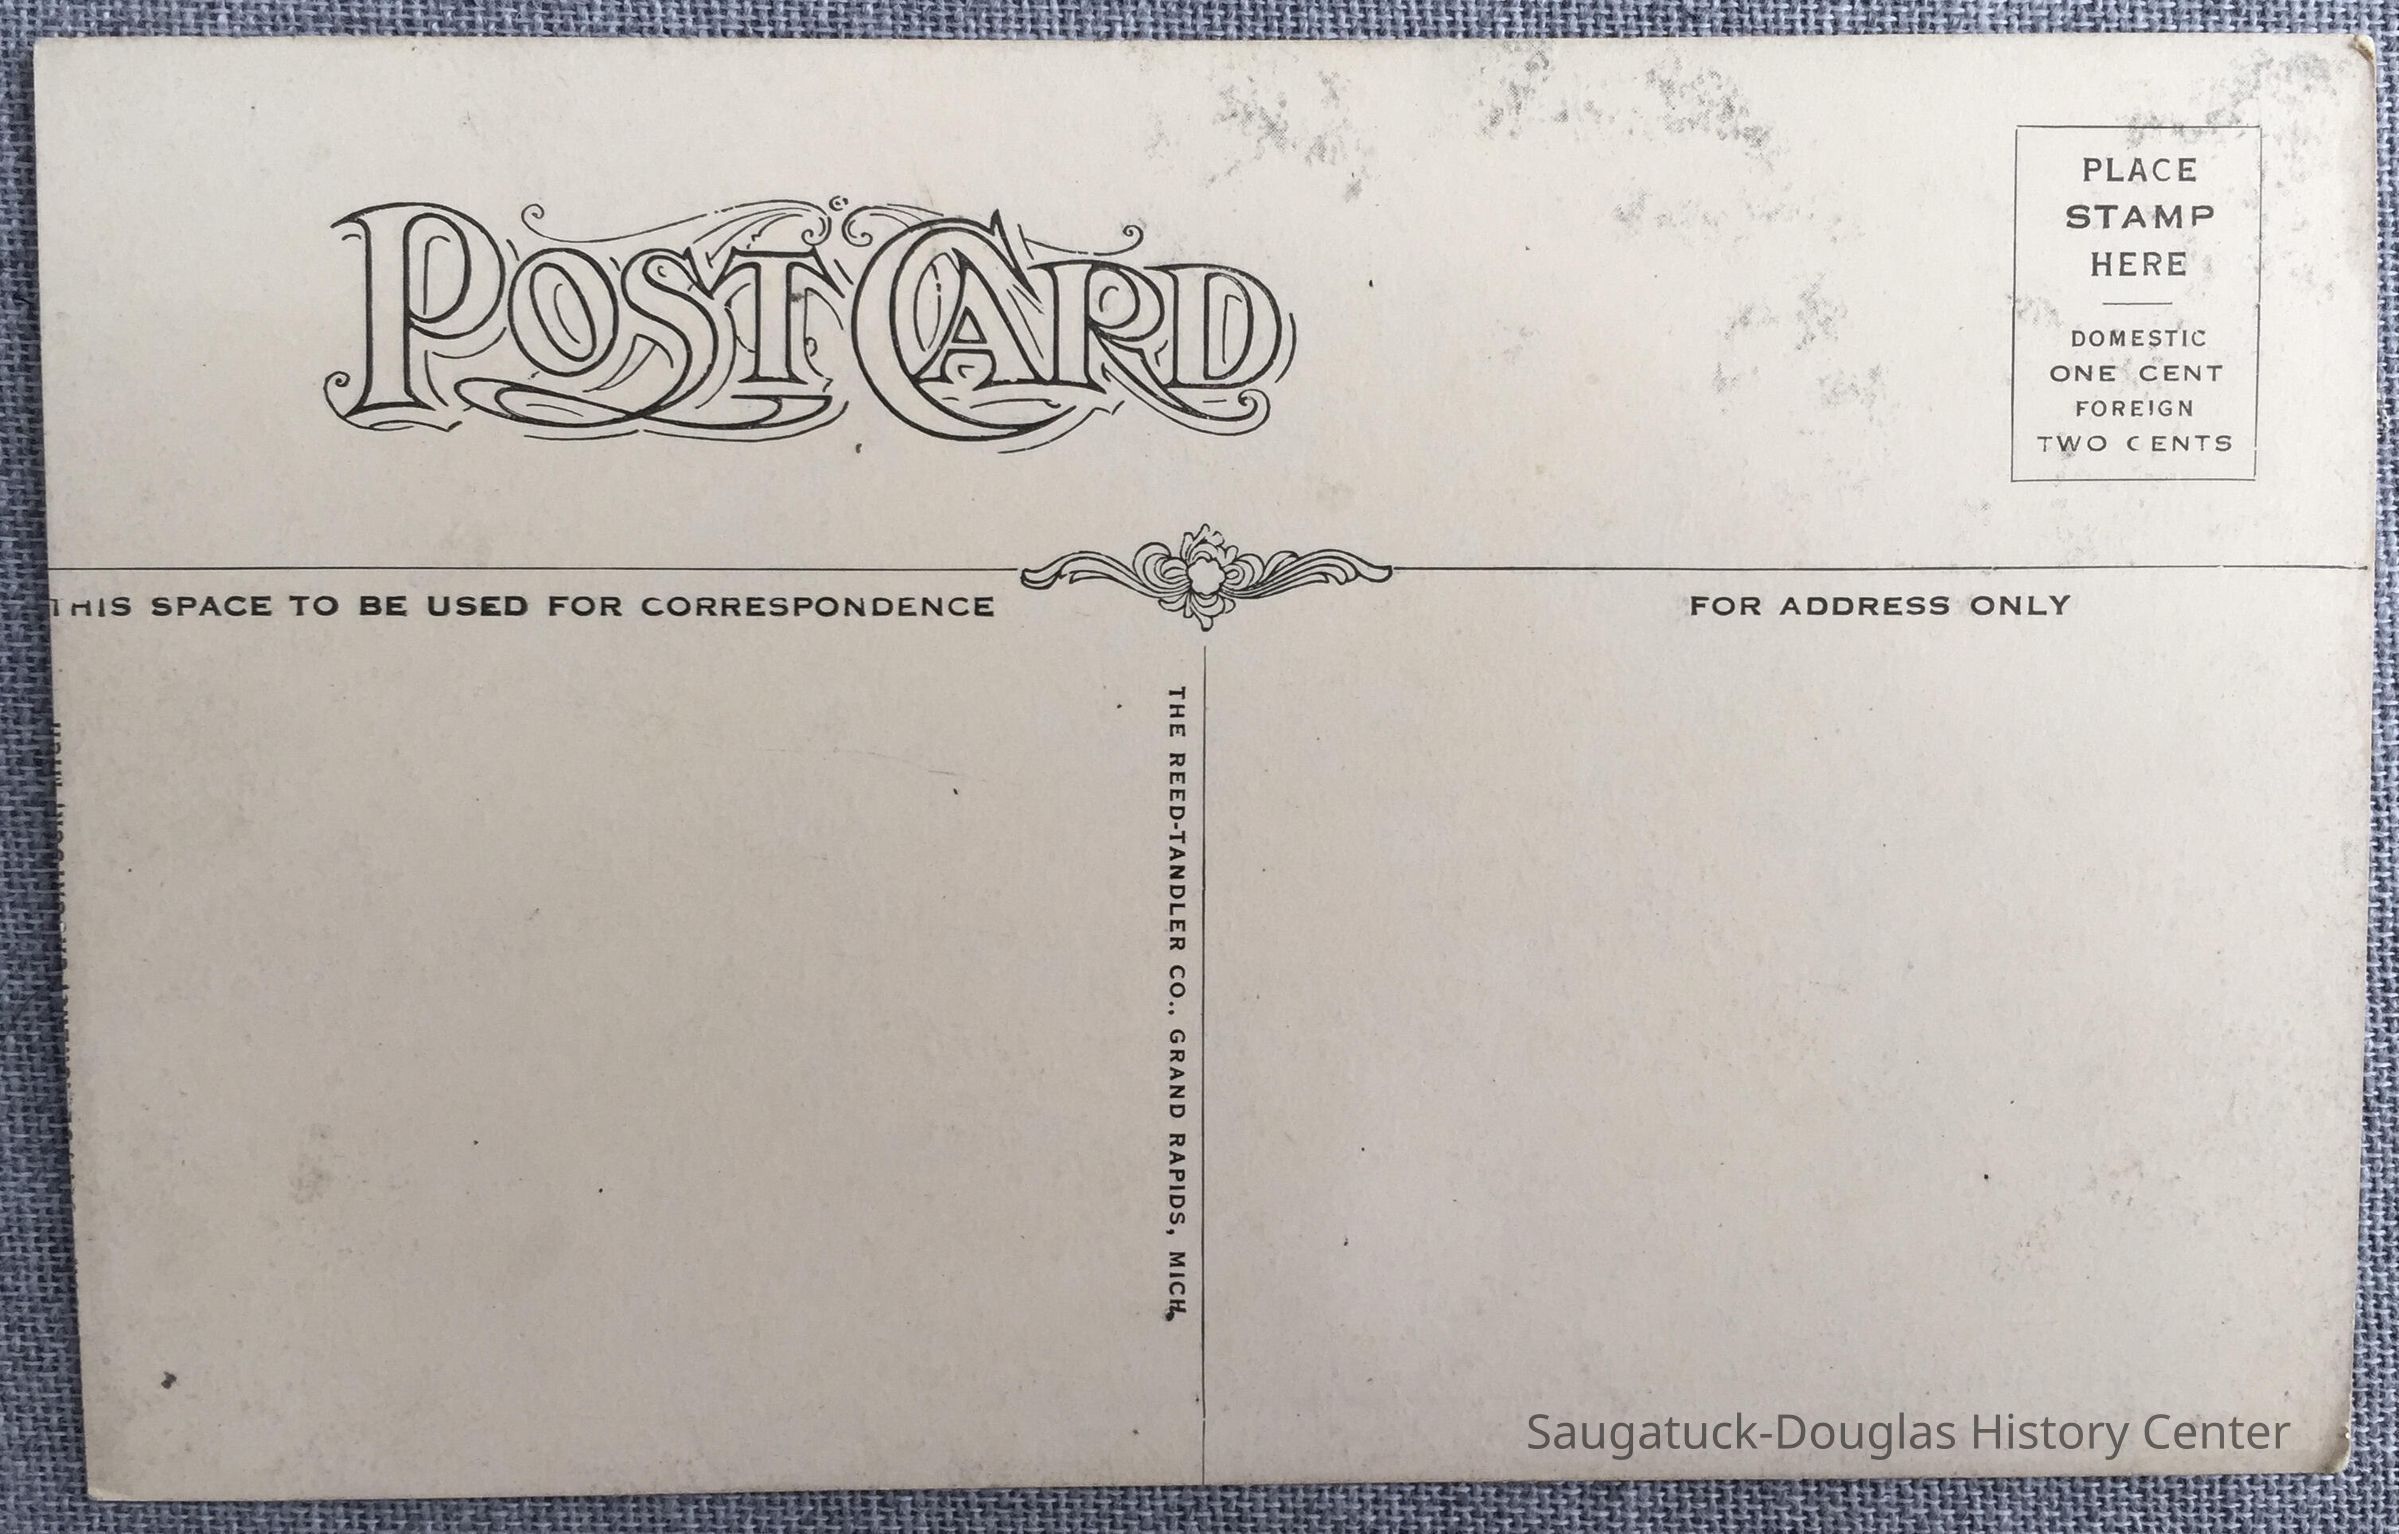 POST CARD
PLACE
STAMP
HERE
DOMESTIC
ONE CENT
FOREIGN
TWO CENTS
THIS SPACE TO BE USED FOR CORRESPONDENCE
FOR ADDRESS ONLY
THE REED-TANDLER CO., GRAND RAPIDS, MICH.
Saugatuck-Douglas History Center